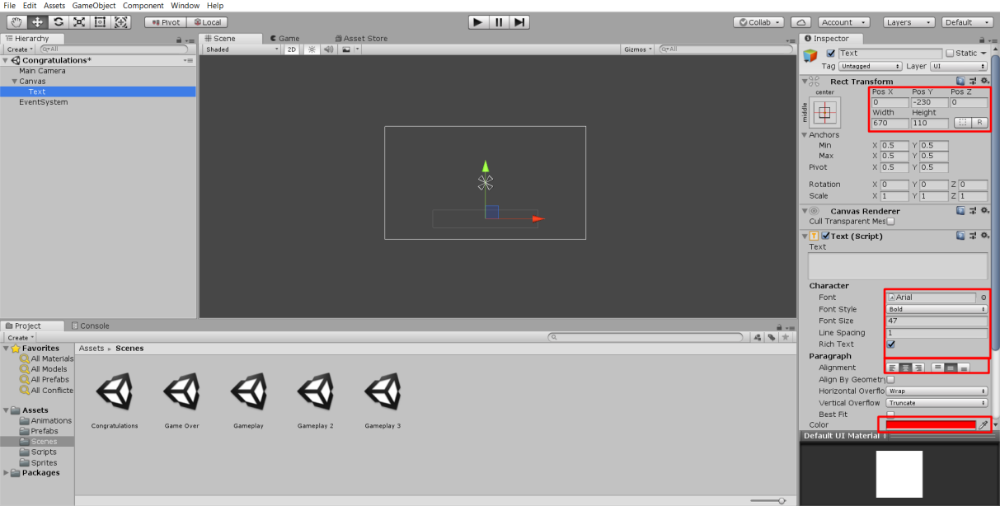 File Edit Assets GameObject Component Window Help
Pivot Local Collab Account Layers Default
Hierarchy
Create All
Congratulations*
Main Camera
Canvas
Text
EventSystem
Scene Game Asset Store
Shaded 2D Gizmos All
Inspector
Text Static
Tag Untagged Layer UI
Rect Transform
center Pos X Pos Y Pos Z
middle 0 -230 0
Width Height
670 110 R
Anchors
Min X 0.5 Y 0.5
Max X 0.5 Y 0.5
Pivot X 0.5 Y 0.5
Rotation X 0 Y 0 Z 0
Scale X 1 Y 1 Z 1
Canvas Renderer
Cull Transparent Mes
T Text (Script)
Text
Character
Font Arial
Font Style Bold
Font Size 47
Line Spacing 1
Rich Text
Paragraph
Alignment
Align By Geometry
Horizontal Overflo Wrap
Vertical Overflow Truncate
Best Fit
Color
Default UI Material
Project Console
Create
Favorites
All Materials
All Models
All Prefabs
All Conflicte
Assets
Animations
Prefabs
Scenes
Scripts
Sprites
Packages
Assets Scenes
Congratulations Game Over Gameplay Gameplay 2 Gameplay 3